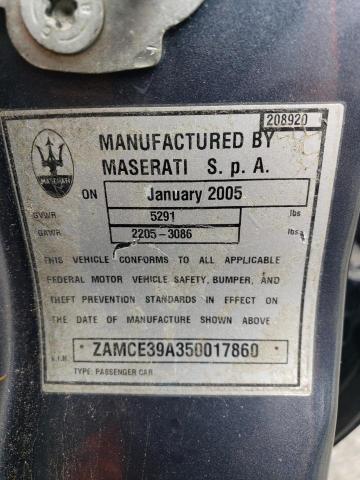 208920
MASERATI
MANUFACTURED BY
MASERATI S. p. A.
ON January 2005
GVWR 5291 lbs
GAWR 2205-3086 lbs
THIS VEHICLE CONFORMS TO ALL APPLICABLE
FEDERAL MOTOR VEHICLE SAFETY, BUMPER, AND
THEFT PREVENTION STANDARDS IN EFFECT ON
THE DATE OF MANUFACTURE SHOWN ABOVE
V.I.N. * ZAMCE39A350017860 *
TYPE: PASSENGER CAR